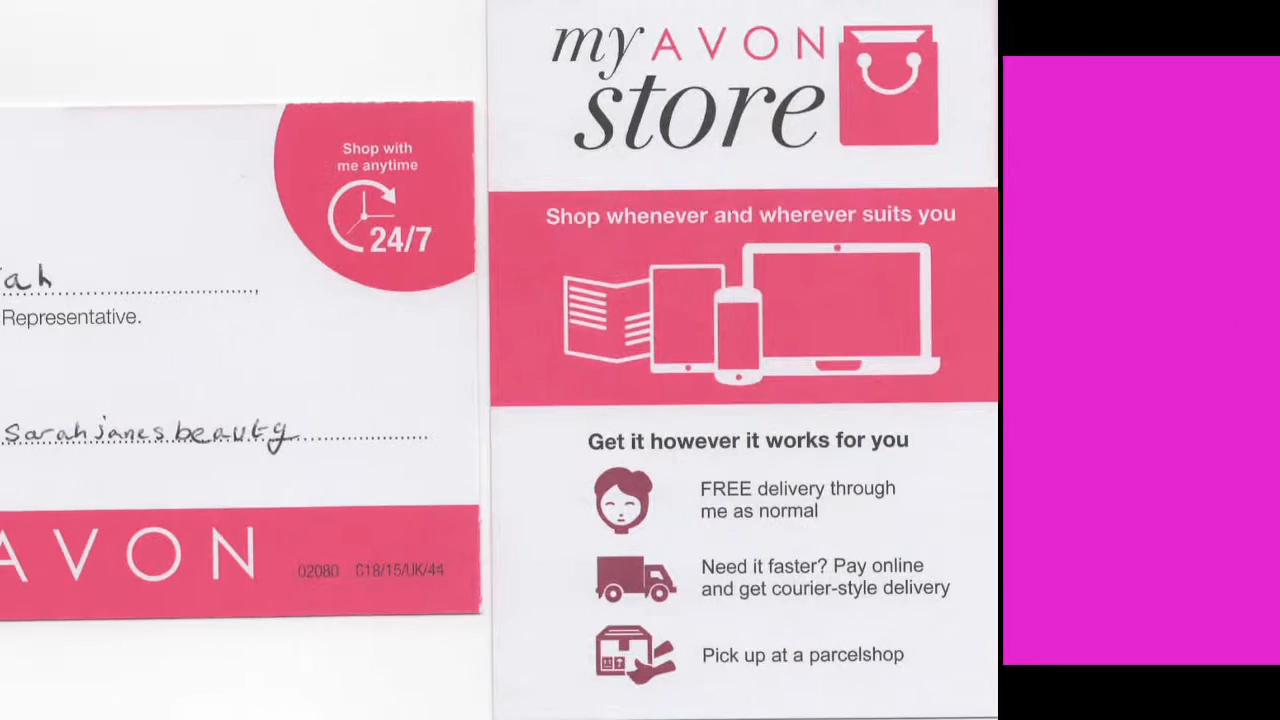 Shop with
me anytime
24/7
ah
Representative.
sarahjanesbeauty
AVON
02080 C18/15/UK/44
my AVON
store
Shop whenever and wherever suits you
Get it however it works for you
FREE delivery through
me as normal
Need it faster? Pay online
and get courier-style delivery
Pick up at a parcelshop